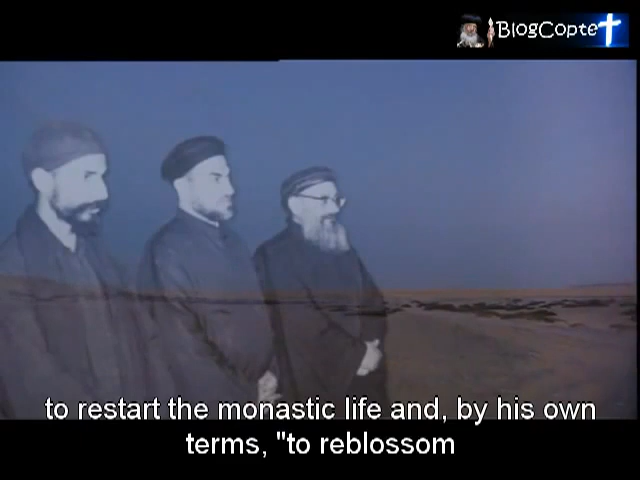 BlogCopte
to restart the monastic life and, by his own
terms, "to reblossom